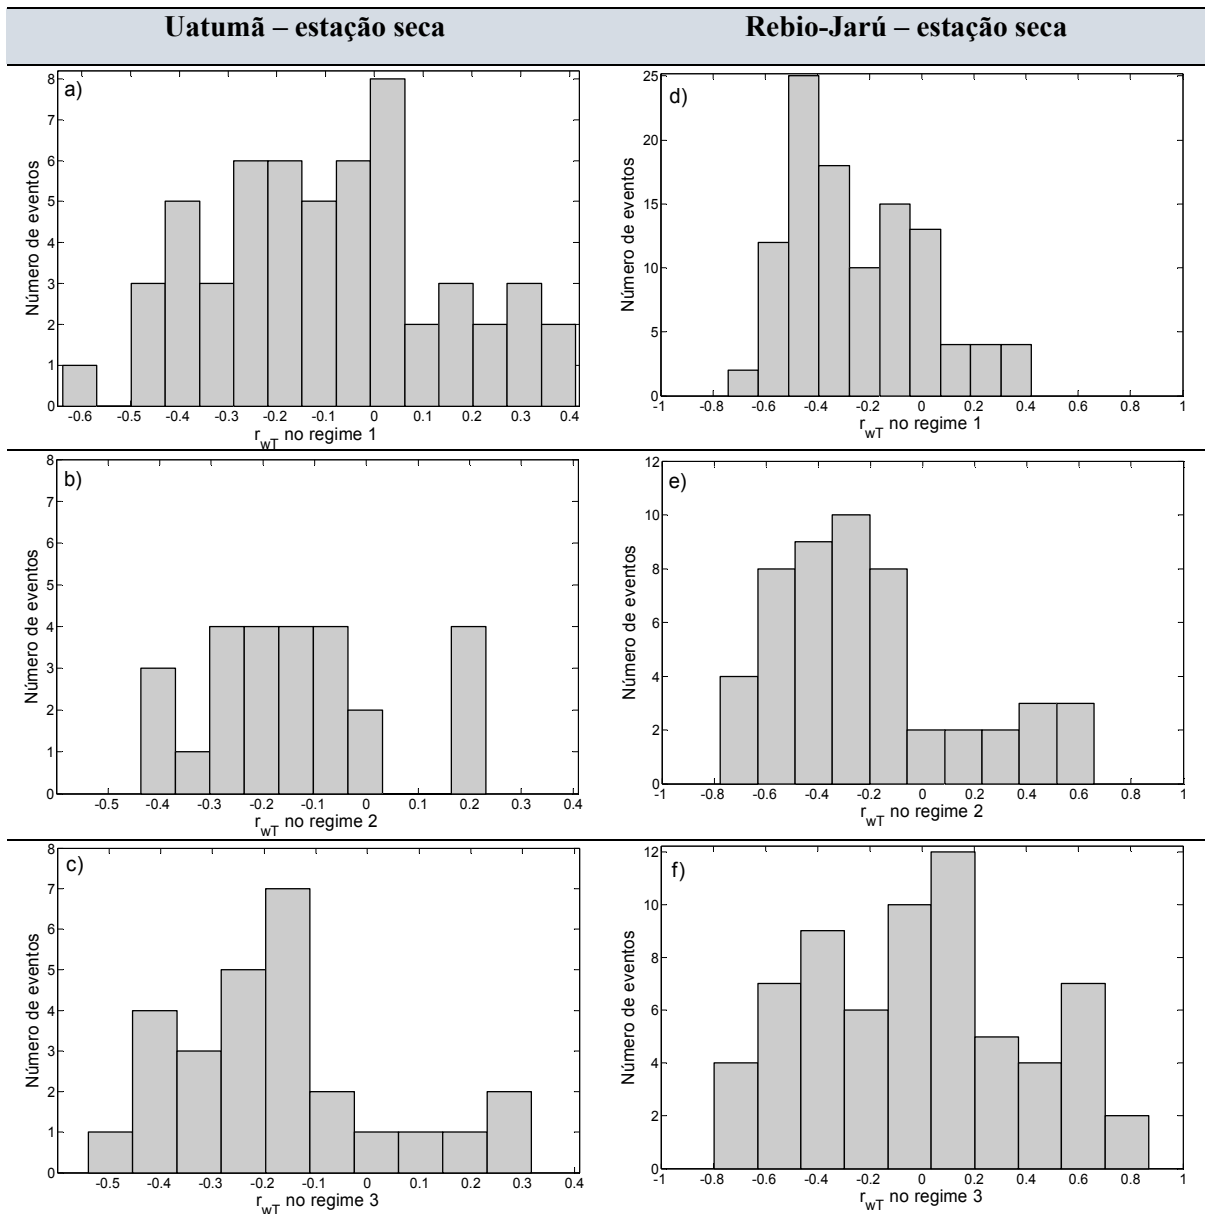 Uatumã – estação seca
Rebio-Jarú – estação seca
a)
Número de eventos
8
7
6
5
4
3
2
1
0
-0.6 -0.5 -0.4 -0.3 -0.2 -0.1 0 0.1 0.2 0.3 0.4
r_wT no regime 1
d)
Número de eventos
25
20
15
10
5
0
-1 -0.8 -0.6 -0.4 -0.2 0 0.2 0.4 0.6 0.8 1
r_wT no regime 1
b)
Número de eventos
8
7
6
5
4
3
2
1
0
-0.5 -0.4 -0.3 -0.2 -0.1 0 0.1 0.2 0.3 0.4
r_wT no regime 2
e)
Número de eventos
12
10
8
6
4
2
0
-1 -0.8 -0.6 -0.4 -0.2 0 0.2 0.4 0.6 0.8 1
r_wT no regime 2
c)
Número de eventos
8
7
6
5
4
3
2
1
0
-0.5 -0.4 -0.3 -0.2 -0.1 0 0.1 0.2 0.3 0.4
r_wT no regime 3
f)
Número de eventos
12
10
8
6
4
2
0
-1 -0.8 -0.6 -0.4 -0.2 0 0.2 0.4 0.6 0.8 1
r_wT no regime 3